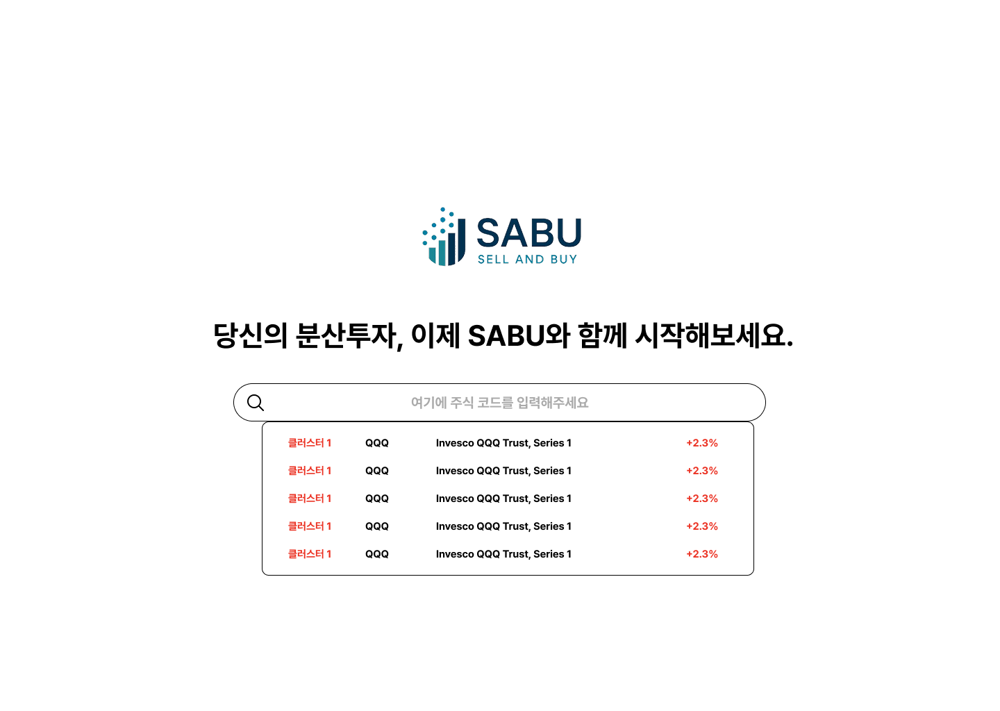 SABU
SELL AND BUY
당신의 분산투자, 이제 SABU와 함께 시작해보세요.
여기에 주식 코드를 입력해주세요
클러스터 1 QQQ Invesco QQQ Trust, Series 1 +2.3%
클러스터 1 QQQ Invesco QQQ Trust, Series 1 +2.3%
클러스터 1 QQQ Invesco QQQ Trust, Series 1 +2.3%
클러스터 1 QQQ Invesco QQQ Trust, Series 1 +2.3%
클러스터 1 QQQ Invesco QQQ Trust, Series 1 +2.3%